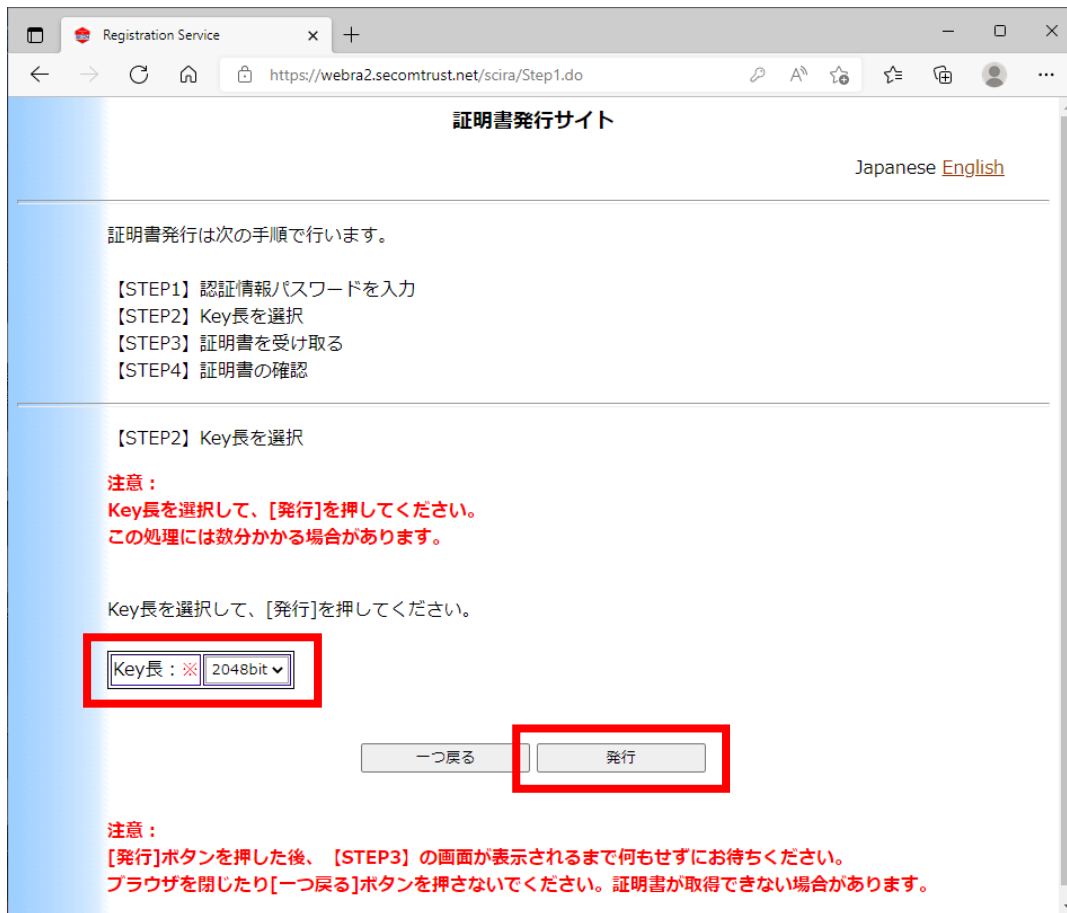 Registration Service
https://webra2.secomtrust.net/scira/Step1.do
証明書発行サイト
Japanese English
証明書発行は次の手順で行います。
【STEP1】認証情報パスワードを入力
【STEP2】Key長を選択
【STEP3】証明書を受け取る
【STEP4】証明書の確認
【STEP2】Key長を選択
注意：
Key長を選択して、[発行]を押してください。
この処理には数分かかる場合があります。
Key長を選択して、[発行]を押してください。
Key長：※ 2048bit
一つ戻る 発行
注意：
[発行]ボタンを押した後、【STEP3】の画面が表示されるまで何もせずにお待ちください。
ブラウザを閉じたり[一つ戻る]ボタンを押さないでください。証明書が取得できない場合があります。